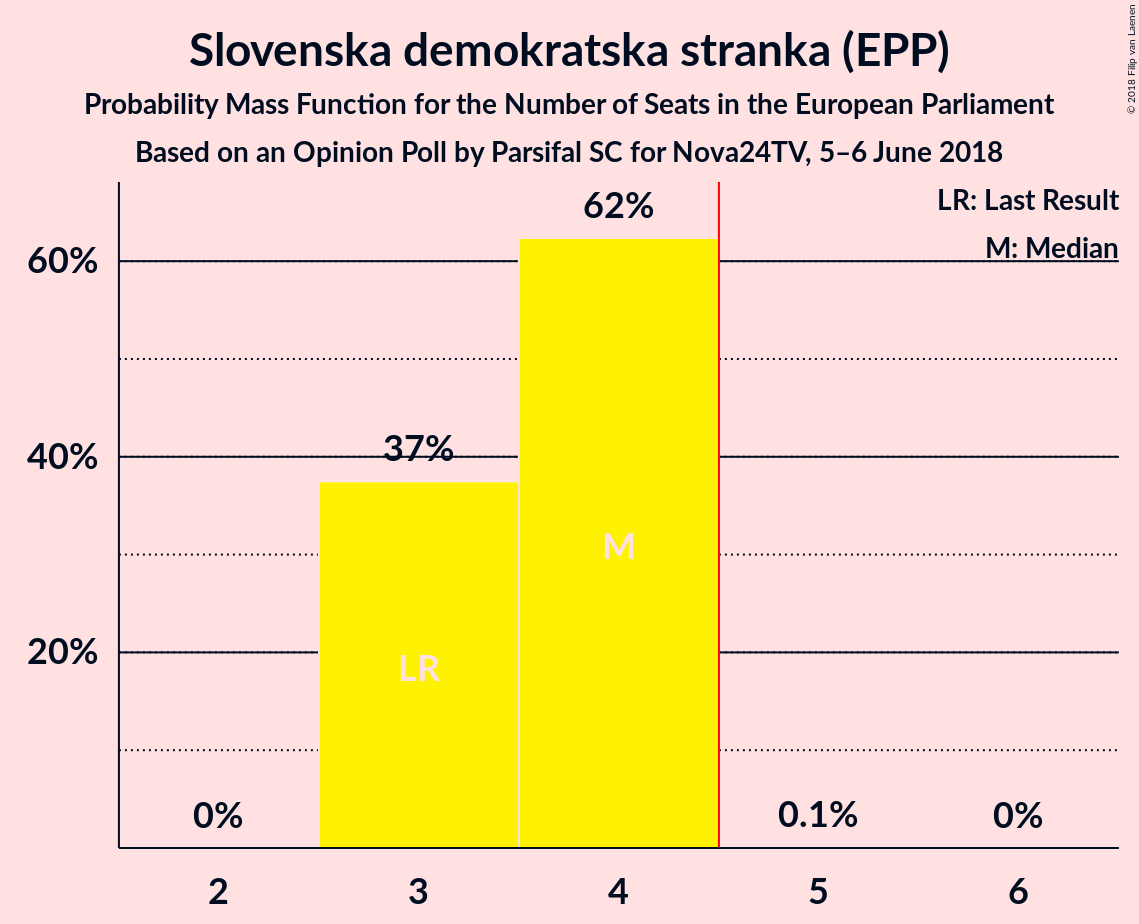 Slovenska demokratska stranka (EPP)
Probability Mass Function for the Number of Seats in the European Parliament
Based on an Opinion Poll by Parsifal SC for Nova24TV, 5–6 June 2018
© 2018 Filip van Laenen
LR: Last Result
M: Median
60%
40%
20%
0%
37%
62%
0.1%
0%
LR
M
2
3
4
5
6